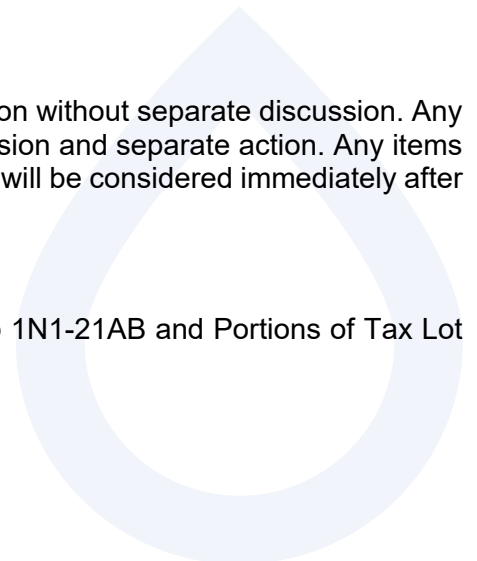 on without separate discussion. Any
sion and separate action. Any items
will be considered immediately after
1N1-21AB and Portions of Tax Lot